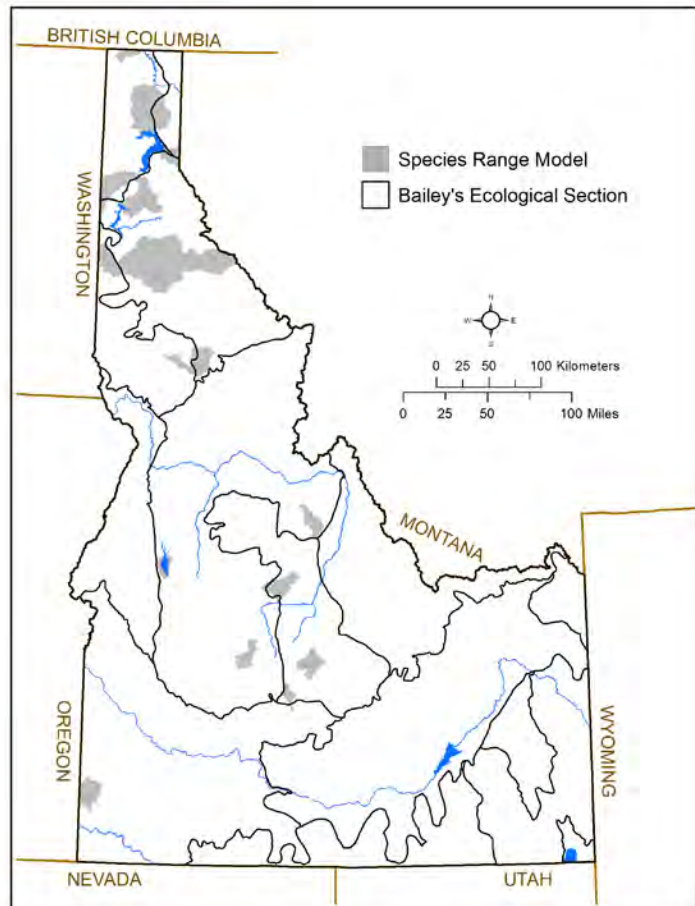 BRITISH COLUMBIA
WASHINGTON
Species Range Model
Bailey's Ecological Section
N
W E
S
0 25 50 100 Kilometers
0 25 50 100 Miles
MONTANA
OREGON
WYOMING
NEVADA
UTAH